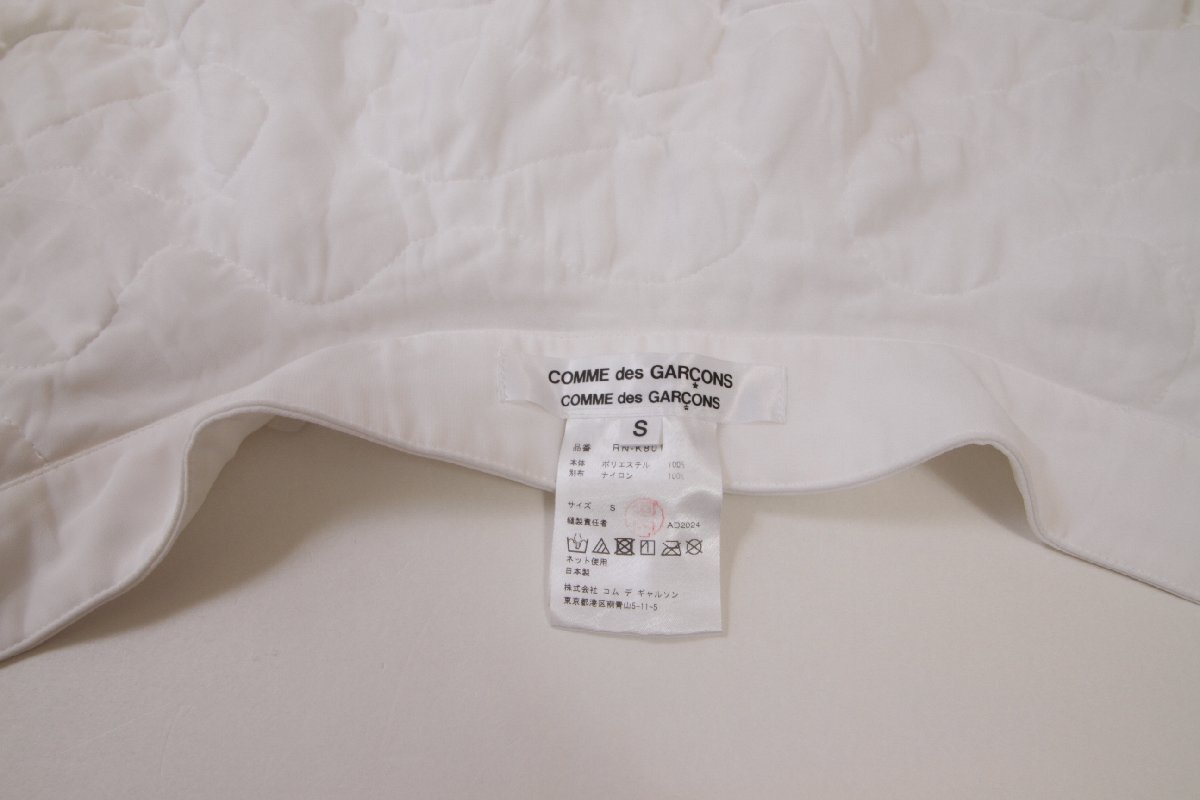 COMME des GARÇONS
COMME des GARÇONS
S
品番 RN-K801
本体 ポリエステル 100%
別布 ナイロン 100%
サイズ S
縫製責任者 AD2024
ネット使用
日本製
株式会社 コム デ ギャルソン
東京都港区南青山5-11-5